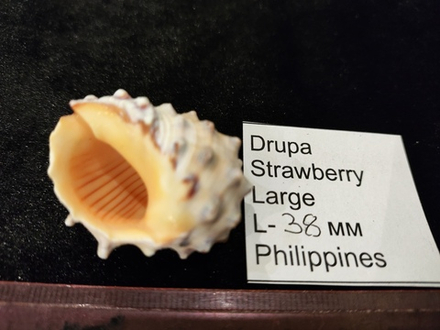 Drupa
Strawberry
Large
L- 38 MM
Philippines